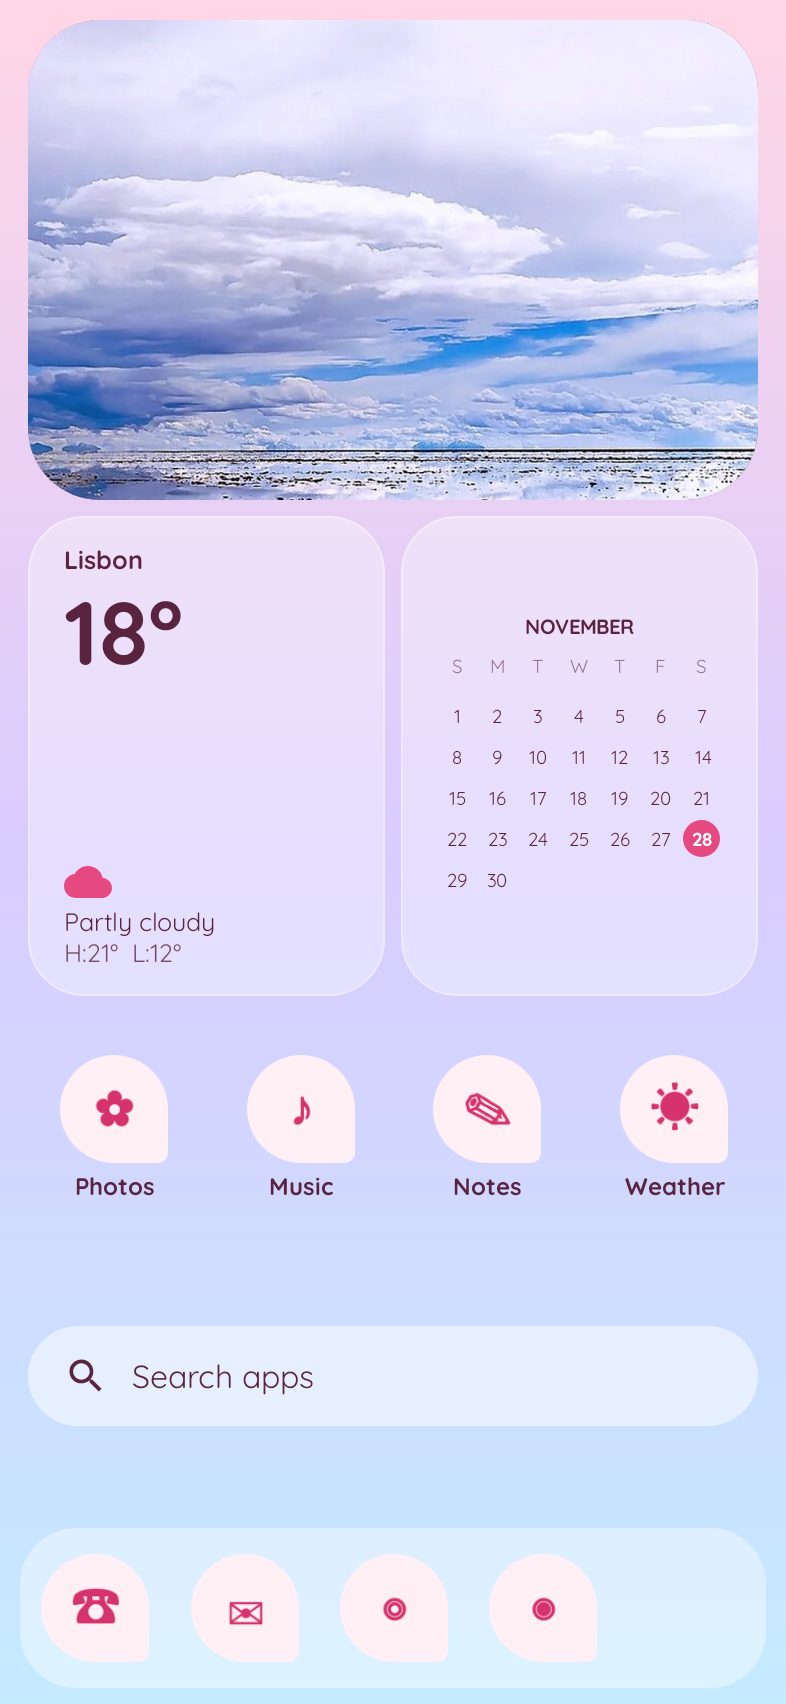 Lisbon
18°
Partly cloudy
H:21° L:12°
NOVEMBER
S M T W T F S
1 2 3 4 5 6 7
8 9 10 11 12 13 14
15 16 17 18 19 20 21
22 23 24 25 26 27 28
29 30
Photos Music Notes Weather
Search apps